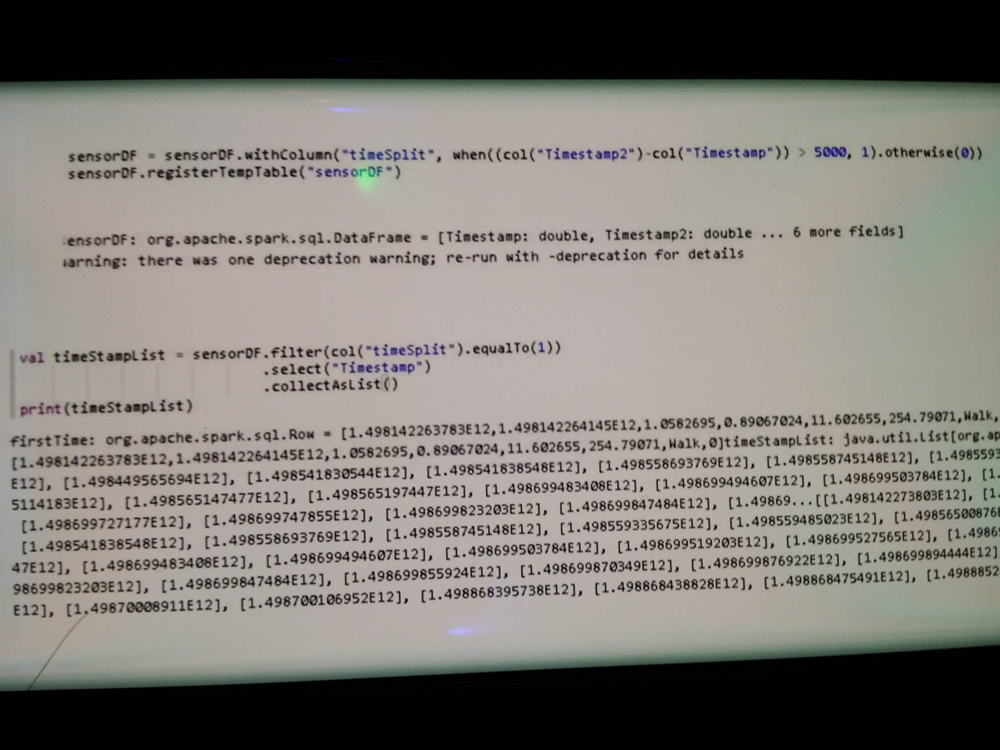 sensorDF = sensorDF.withColumn("timeSplit", when((col("Timestamp2")-col("Timestamp")) > 5000, 1).otherwise(0))
sensorDF.registerTempTable("sensorDF")
ensorDF: org.apache.spark.sql.DataFrame = [Timestamp: double, Timestamp2: double ... 6 more fields]
arning: there was one deprecation warning; re-run with -deprecation for details
val timeStampList = sensorDF.filter(col("timeSplit").equalTo(1))
.select("Timestamp")
.collectAsList()
print(timeStampList)
firstTime: org.apache.spark.sql.Row = [1.498142263783E12,1.498142264145E12,1.0582695,0.89067024,11.602655,254.79071,Walk,
[1.498142263783E12,1.498142264145E12,1.0582695,0.89067024,11.602655,254.79071,Walk,0]timeStampList: java.util.List[org.ap
E12], [1.498449565694E12], [1.498541830544E12], [1.498541838548E12], [1.498558693769E12], [1.498558745148E12], [1.4985593
5114183E12], [1.498565147477E12], [1.498565197447E12], [1.498699483408E12], [1.498699494607E12], [1.498699503784E12], [1.
[1.498699727177E12], [1.498699747855E12], [1.498699823203E12], [1.498699847484E12], [1.49869...[[1.498142273803E12], [1.
[1.498541838548E12], [1.498558693769E12], [1.498558745148E12], [1.498559335675E12], [1.498559485023E12], [1.49856500876E
47E12], [1.498699483408E12], [1.498699494607E12], [1.498699503784E12], [1.498699519203E12], [1.498699527565E12], [1.49869
98699823203E12], [1.498699847484E12], [1.498699855924E12], [1.498699870349E12], [1.498699876922E12], [1.498699894444E12],
E12], [1.49870008911E12], [1.498700106952E12], [1.498868395738E12], [1.498868438828E12], [1.498868475491E12], [1.4988852